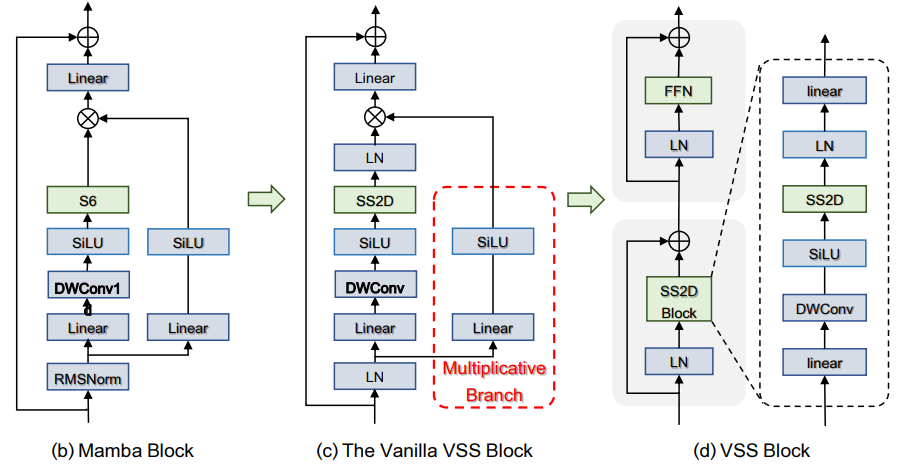 Linear
S6
SiLU
SiLU
DWConv1
d
Linear
Linear
RMSNorm
(b) Mamba Block
Linear
LN
SS2D
SiLU
SiLU
DWConv
Linear
Linear
LN
Multiplicative
Branch
(c) The Vanilla VSS Block
FFN
LN
SS2D
Block
LN
linear
LN
SS2D
SiLU
DWConv
linear
(d) VSS Block